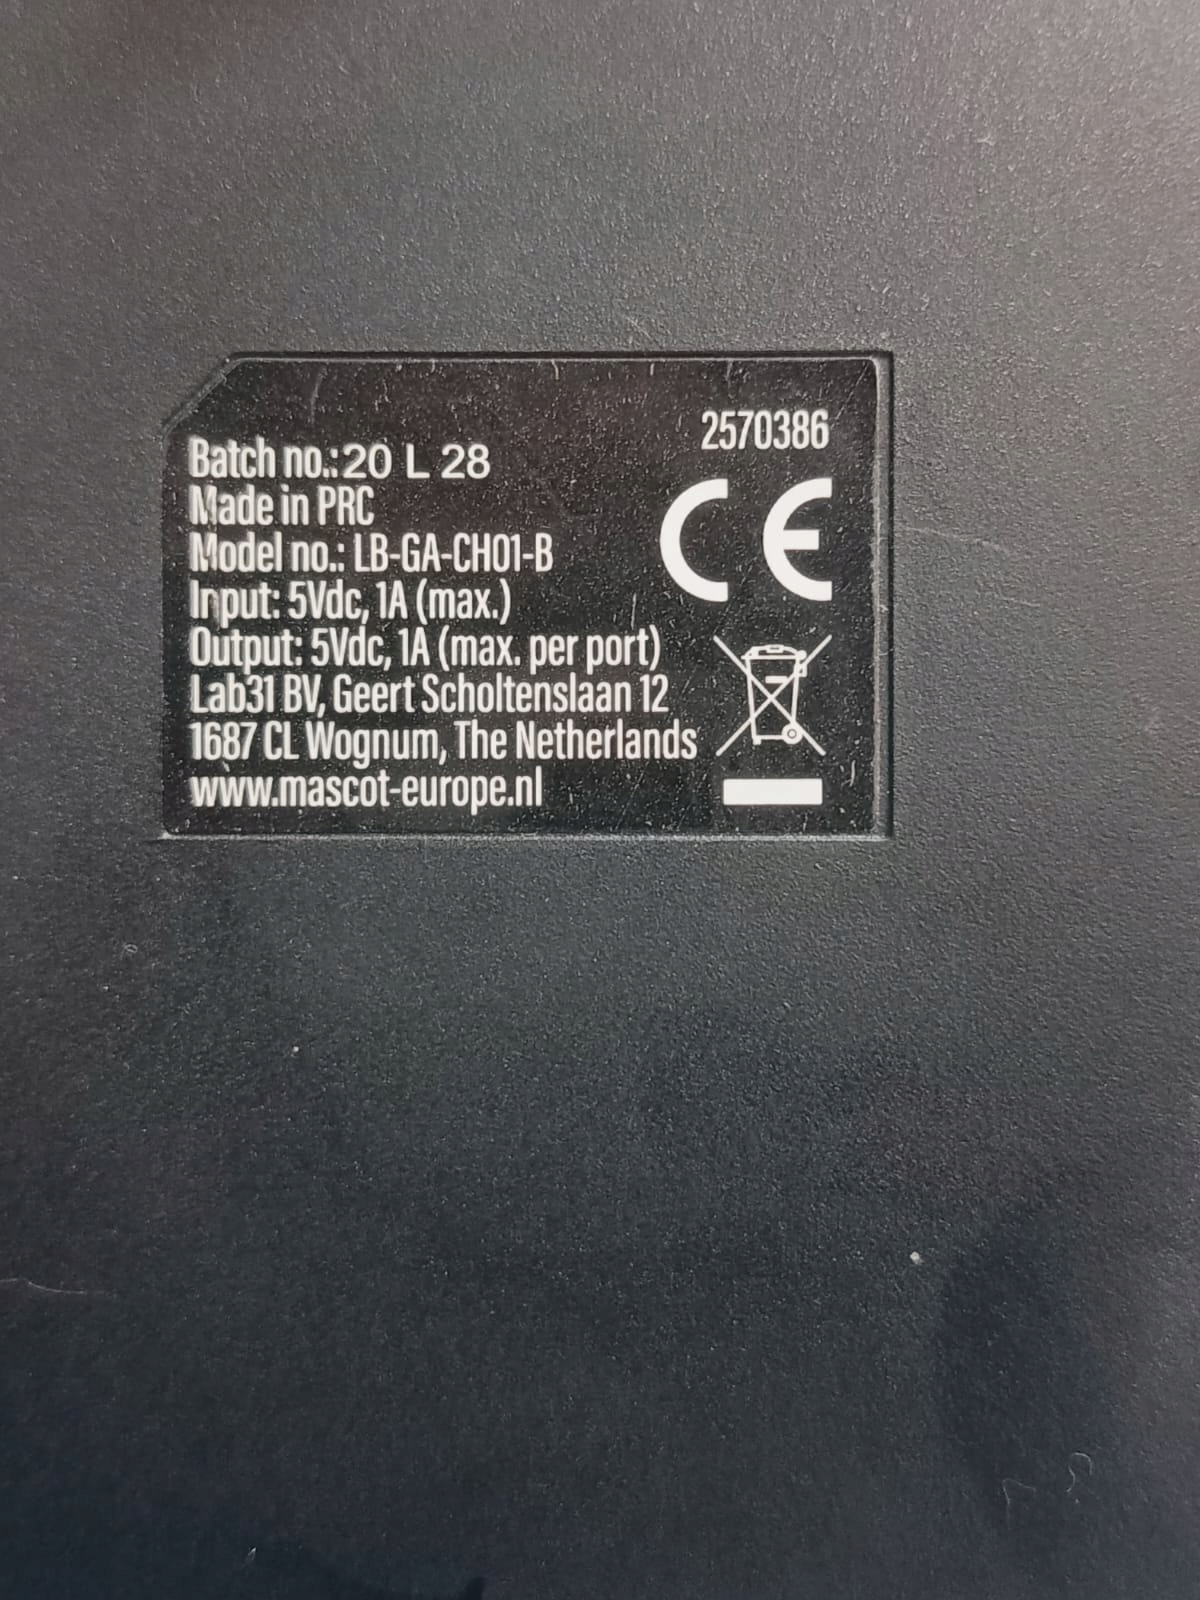 2570386
Batch no.:20 L 28
Made in PRC
Model no.: LB-GA-CH01-B
Input: 5Vdc, 1A (max.)
Output: 5Vdc, 1A (max. per port)
Lab31 BV, Geert Scholtenslaan 12
1687 CL Wognum, The Netherlands
www.mascot-europe.nl
CE